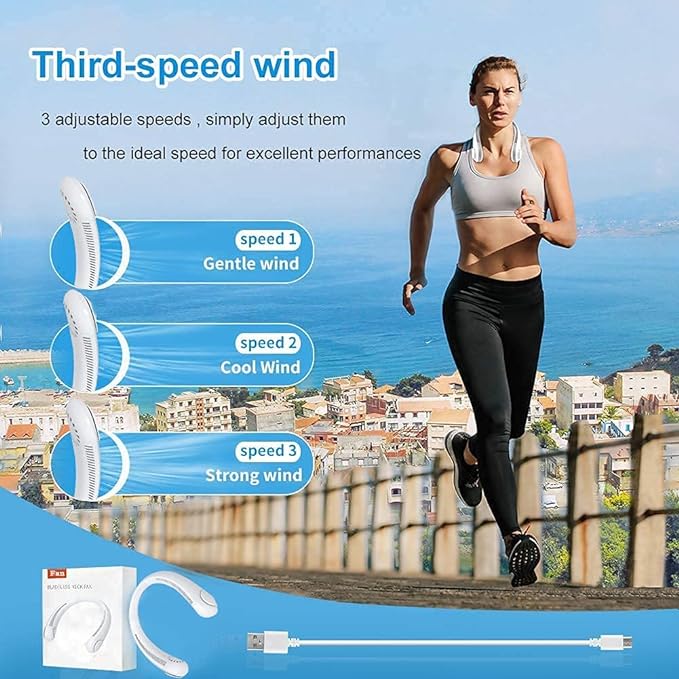 Third-speed wind
3 adjustable speeds , simply adjust them
to the ideal speed for excellent performances
speed 1
Gentle wind
speed 2
Cool Wind
speed 3
Strong wind
Fan